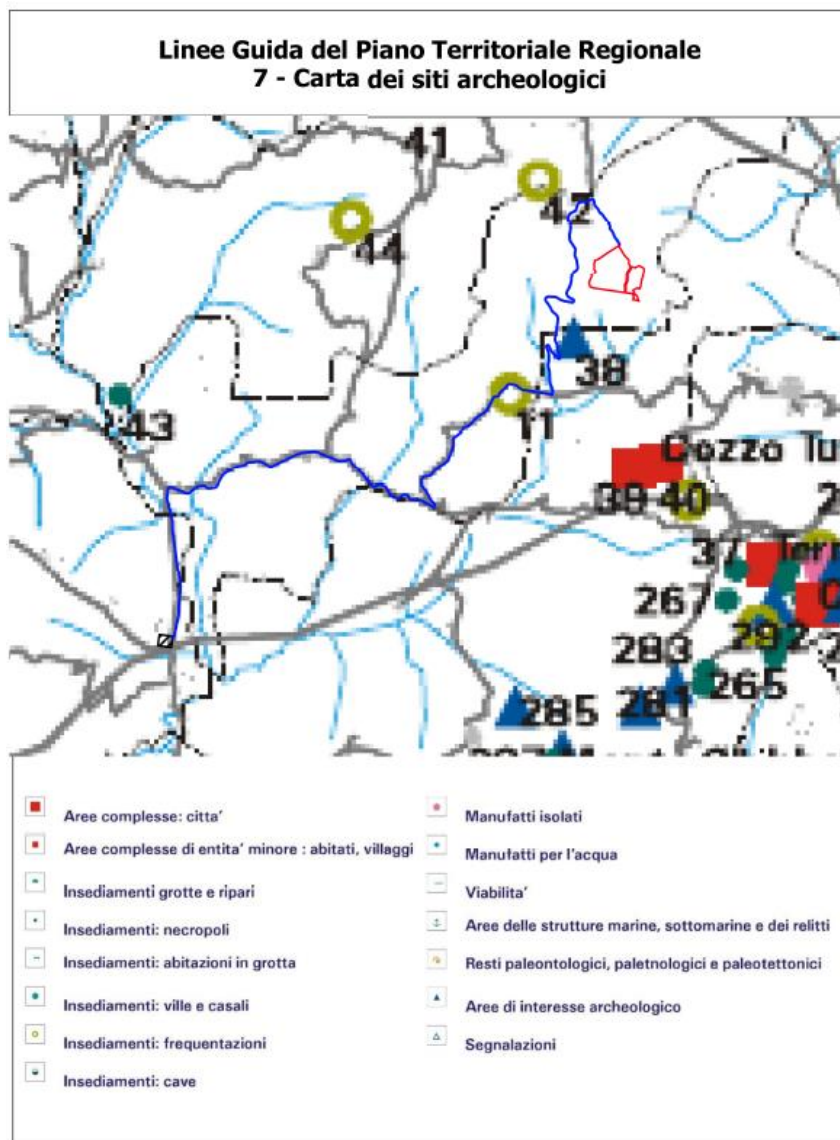 Linee Guida del Piano Territoriale Regionale
7 - Carta dei siti archeologici
41
42
44
38
43
11
Cozzo Tu
39 40
2
37 Terr
267
292
283
265
285 281
Aree complesse: citta'
Aree complesse di entita' minore : abitati, villaggi
Insediamenti grotte e ripari
Insediamenti: necropoli
Insediamenti: abitazioni in grotta
Insediamenti: ville e casali
Insediamenti: frequentazioni
Insediamenti: cave
Manufatti isolati
Manufatti per l'acqua
Viabilita'
Aree delle strutture marine, sottomarine e dei relitti
Resti paleontologici, paletnologici e paleotettonici
Aree di interesse archeologico
Segnalazioni